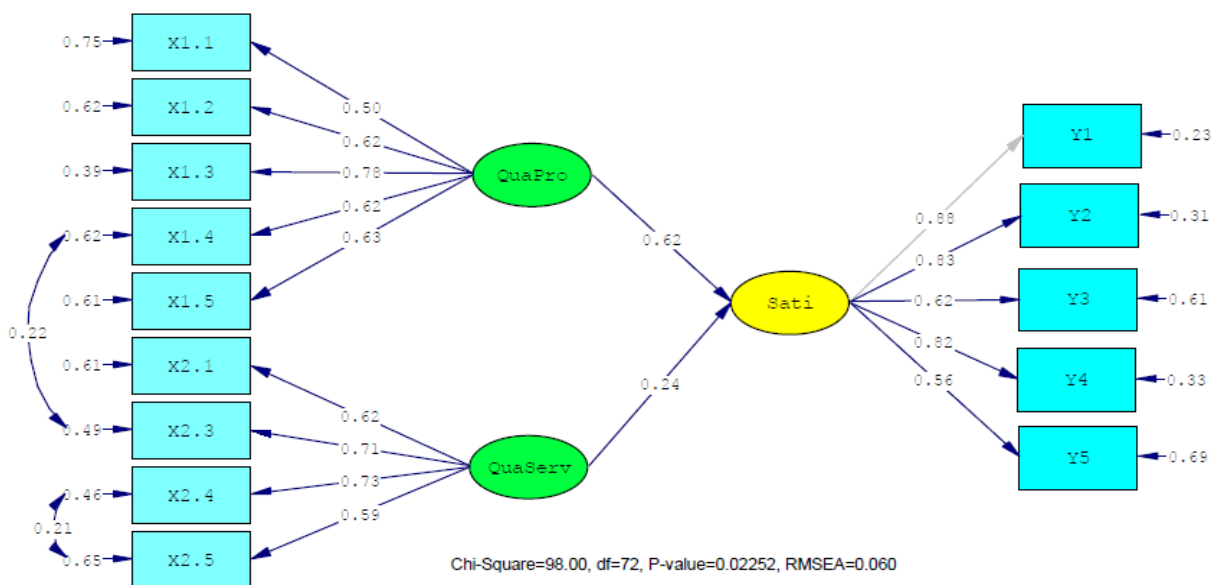 0.75
X1.1
0.62
X1.2
0.39
X1.3
0.62
X1.4
0.61
X1.5
0.22
0.61
X2.1
0.49
X2.3
0.46
X2.4
0.21
0.65
X2.5
0.50
0.62
0.78
0.62
0.63
QuaPro
0.62
0.71
0.73
0.59
QuaServ
0.62
0.24
Sati
0.88
0.83
0.62
0.82
0.56
Y1
0.23
Y2
0.31
Y3
0.61
Y4
0.33
Y5
0.69
Chi-Square=98.00, df=72, P-value=0.02252, RMSEA=0.060